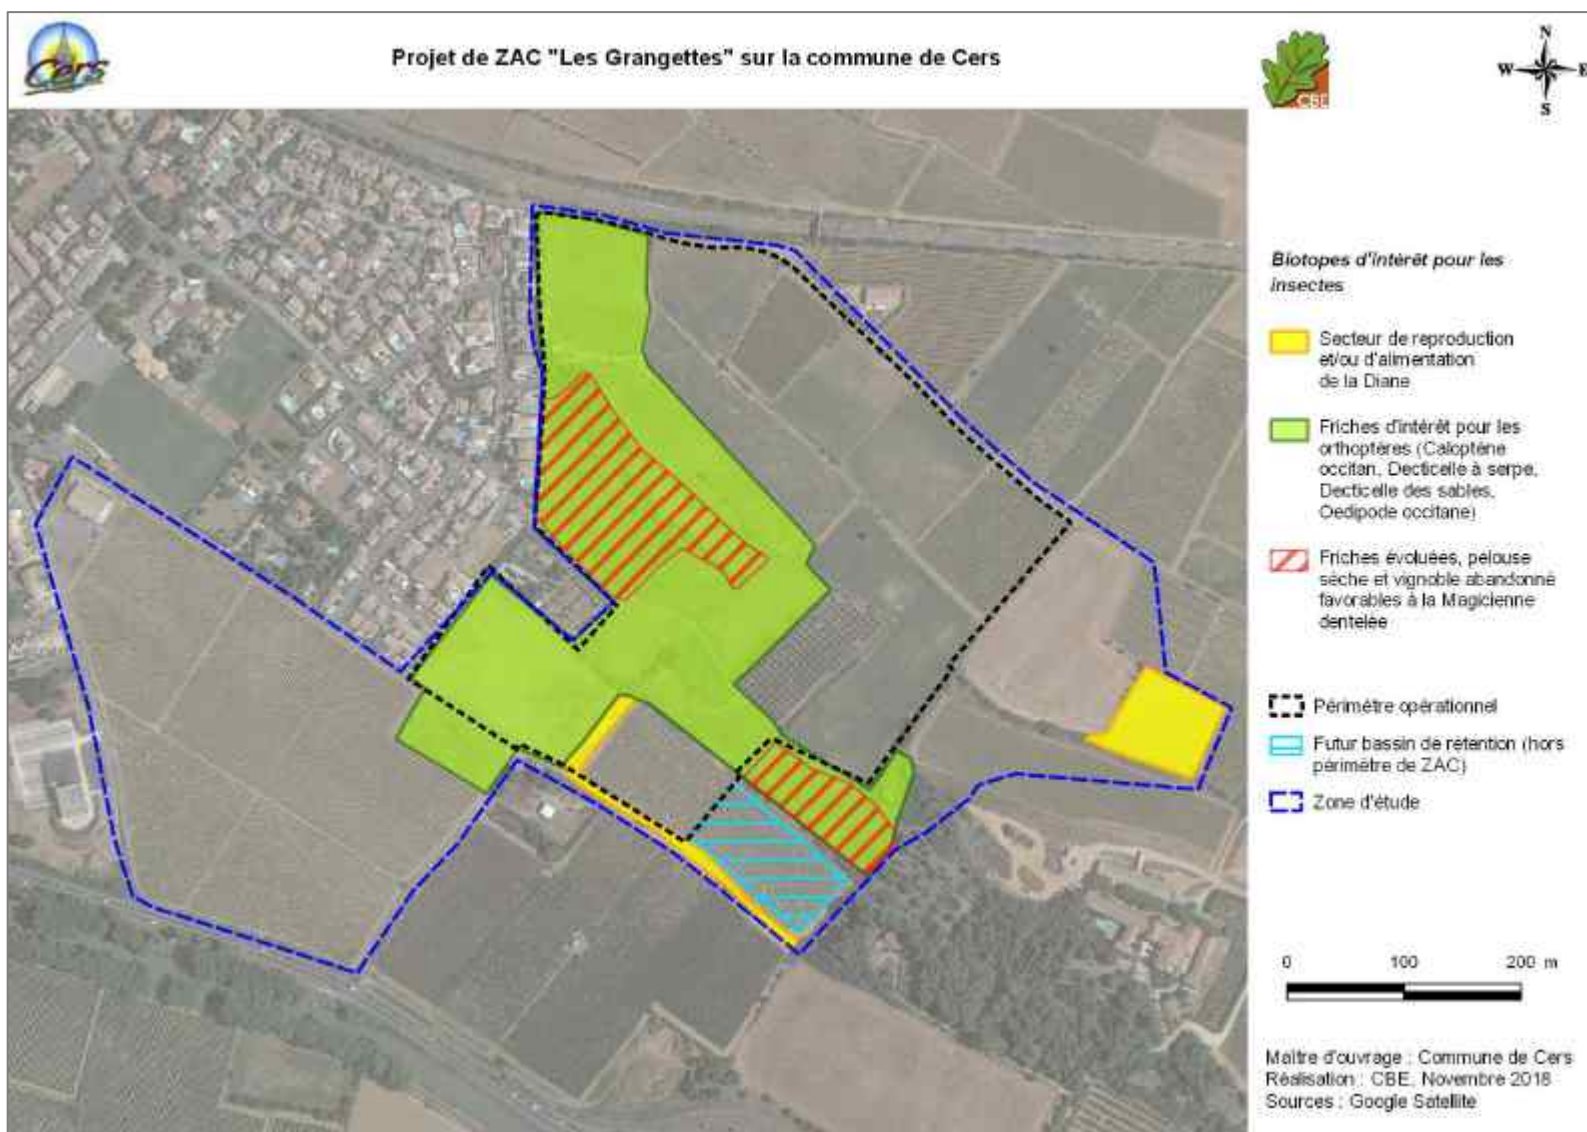 Cers
Projet de ZAC "Les Grangettes" sur la commune de Cers
CBE
N
W E
S
Biotopes d'intérêt pour les
insectes
Secteur de reproduction
et/ou d'alimentation
de la Diane
Friches d'intérêt pour les
orthoptères (Caloptène
occitan, Decticelle à serpe,
Decticelle des sables,
Oedipode occitane)
Friches évoluées, pelouse
sèche et vignoble abandonné
favorables à la Magicienne
dentelée
Périmètre opérationnel
Futur bassin de rétention (hors
périmètre de ZAC)
Zone d'étude
0 100 200 m
Maître d'ouvrage : Commune de Cers
Réalisation : CBE, Novembre 2018
Sources : Google Satellite